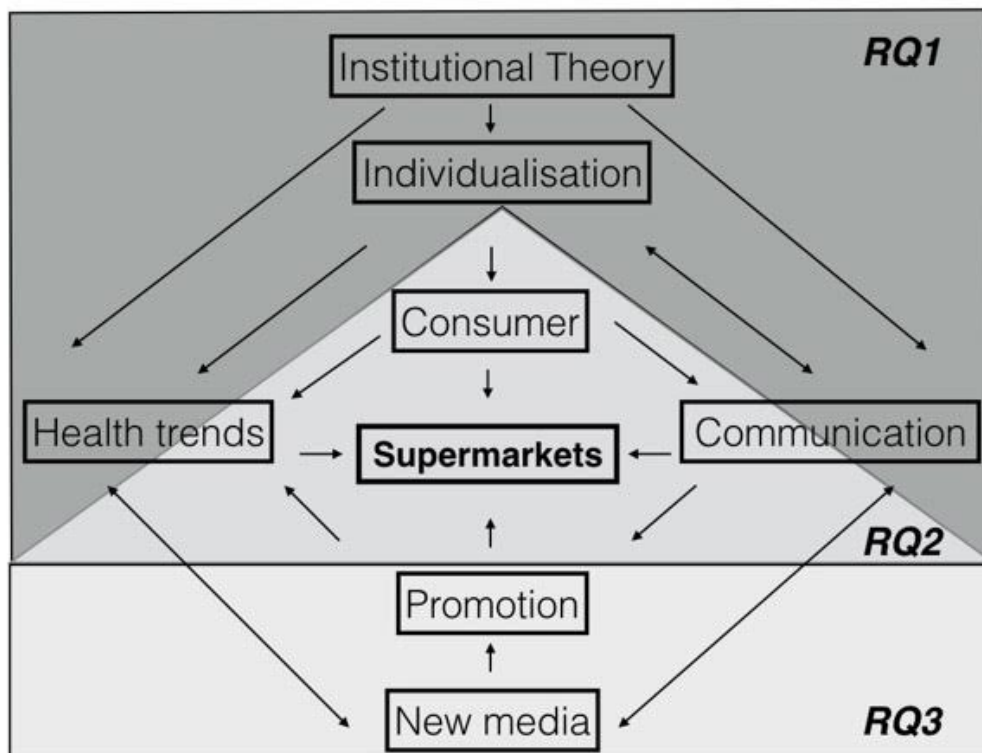 RQ1
Institutional Theory
Individualisation
Consumer
Health trends
Communication
Supermarkets
RQ2
Promotion
New media
RQ3